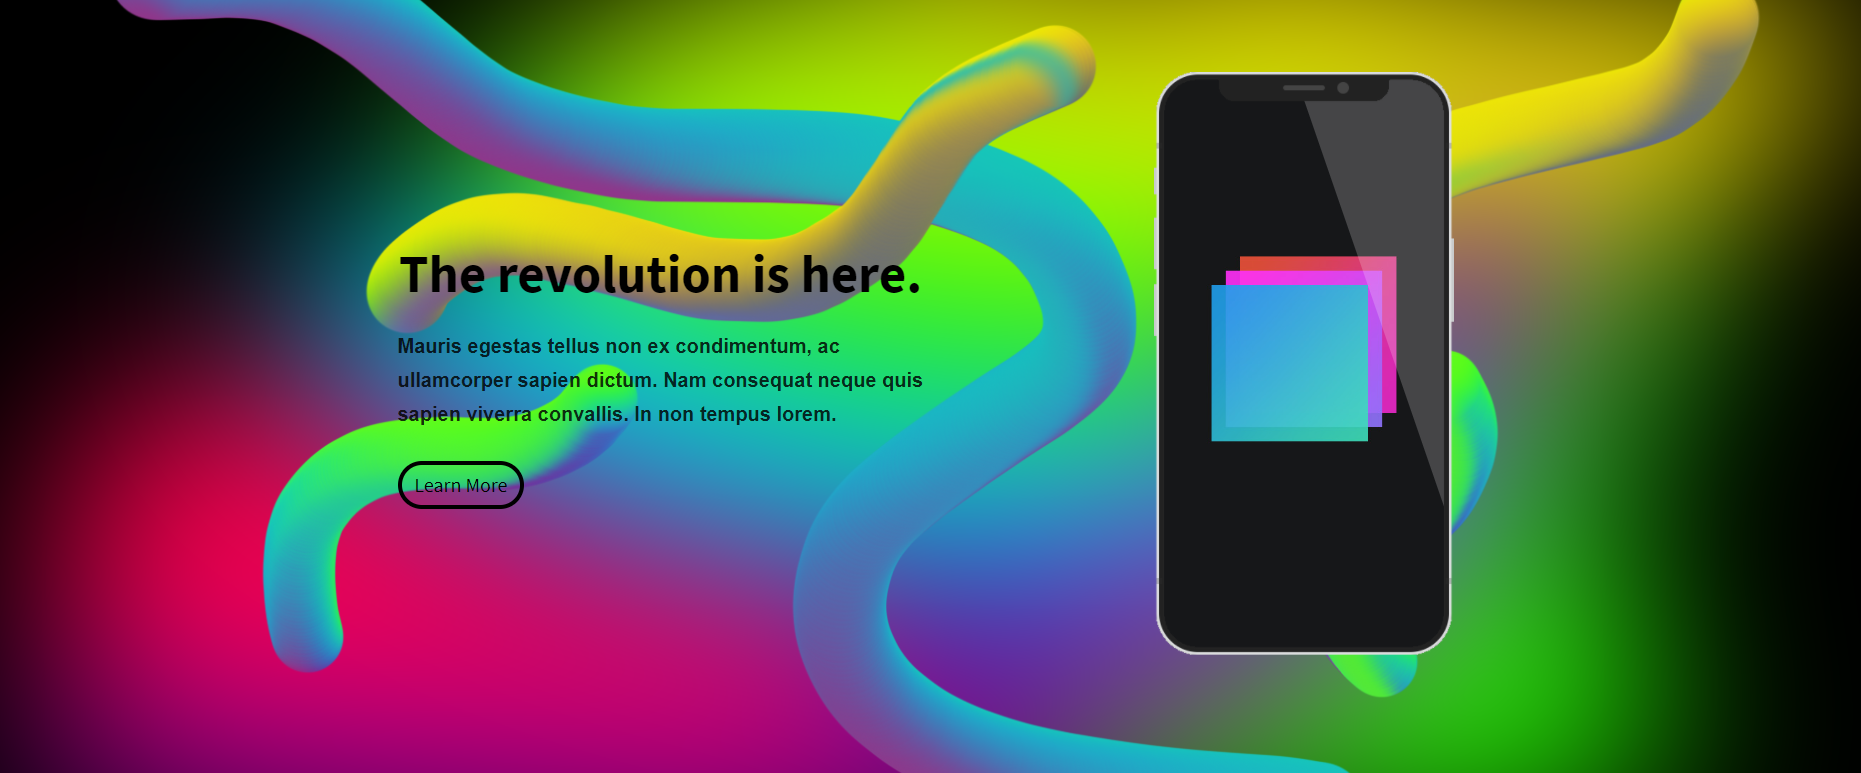 The revolution is here.
Mauris egestas tellus non ex condimentum, ac
ullamcorper sapien dictum. Nam consequat neque quis
sapien viverra convallis. In non tempus lorem.
Learn More